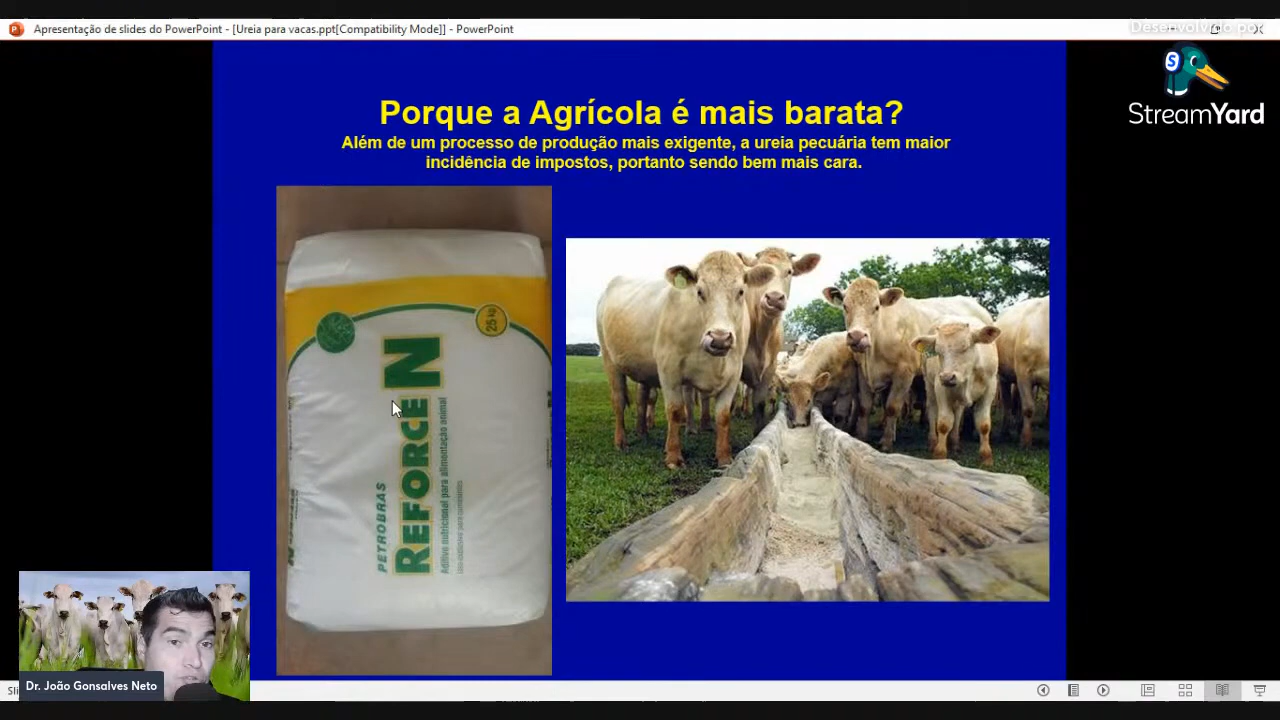 Apresentação de slides do PowerPoint - [Ureia para vacas.ppt[Compatibility Mode]] - PowerPoint
Desenvolvido por
StreamYard
Porque a Agrícola é mais barata?
Além de um processo de produção mais exigente, a ureia pecuária tem maior
incidência de impostos, portanto sendo bem mais cara.
25 kg
PETROBRAS
REFORCE N
Aditivo nutricional para alimentação animal
Dr. João Gonsalves Neto